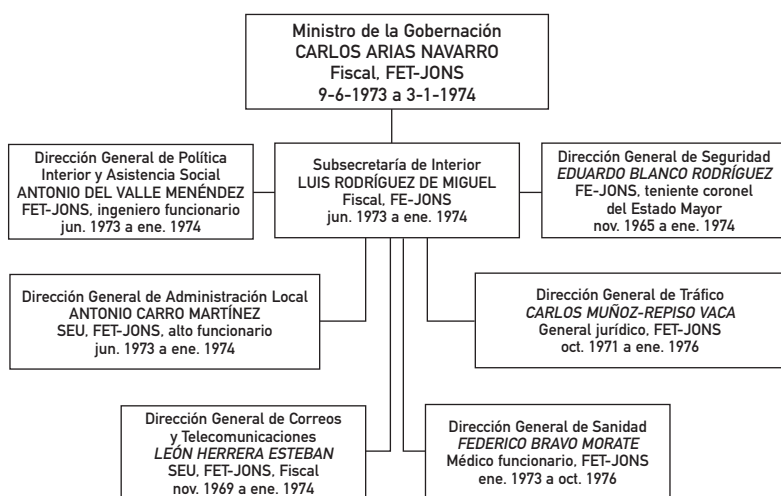 Ministro de la Gobernación
CARLOS ARIAS NAVARRO
Fiscal, FET-JONS
9-6-1973 a 3-1-1974
Dirección General de Política
Interior y Asistencia Social
ANTONIO DEL VALLE MENÉNDEZ
FET-JONS, ingeniero funcionario
jun. 1973 a ene. 1974
Subsecretaría de Interior
LUIS RODRÍGUEZ DE MIGUEL
Fiscal, FE-JONS
jun. 1973 a ene. 1974
Dirección General de Seguridad
EDUARDO BLANCO RODRÍGUEZ
FE-JONS, teniente coronel
del Estado Mayor
nov. 1965 a ene. 1974
Dirección General de Administración Local
ANTONIO CARRO MARTÍNEZ
SEU, FET-JONS, alto funcionario
jun. 1973 a ene. 1974
Dirección General de Tráfico
CARLOS MUÑOZ-REPISO VACA
General jurídico, FET-JONS
oct. 1971 a ene. 1976
Dirección General de Correos
y Telecomunicaciones
LEÓN HERRERA ESTEBAN
SEU, FET-JONS, Fiscal
nov. 1969 a ene. 1974
Dirección General de Sanidad
FEDERICO BRAVO MORATE
Médico funcionario, FET-JONS
ene. 1973 a oct. 1976